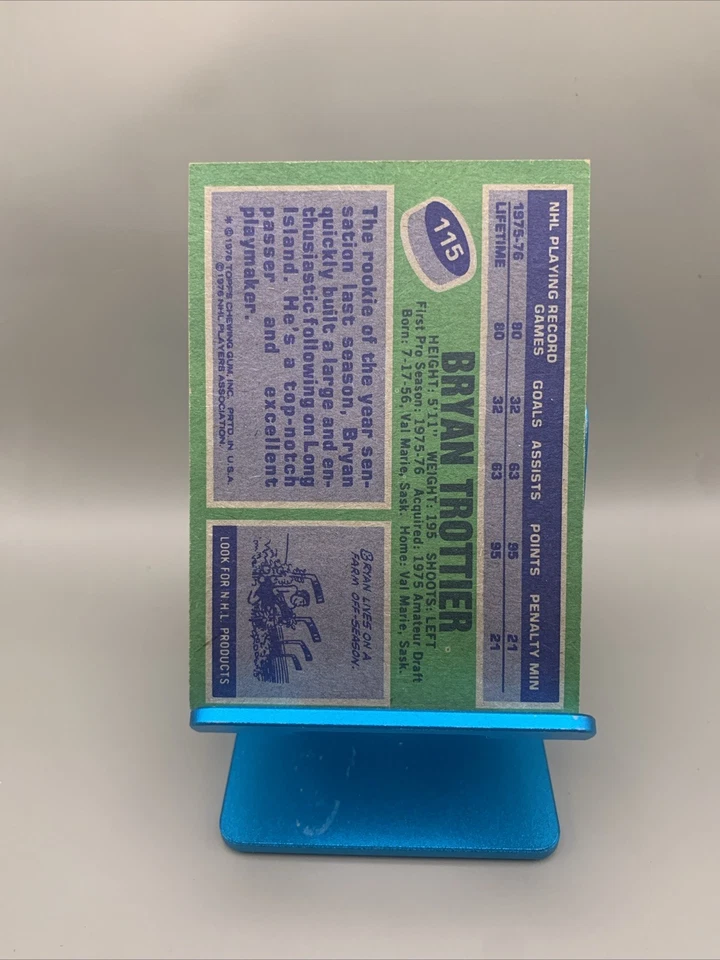 115
BRYAN TROTTIER
HEIGHT: 5'11" WEIGHT: 195 SHOOTS: LEFT
First Pro Season: 1975-76 Acquired: 1975 Amateur Draft
Born: 7-17-56, Val Marie, Sask. Home: Val Marie, Sask.
NHL PLAYING RECORD GAMES GOALS ASSISTS POINTS PENALTY MIN
1975-76 80 32 63 95 21
LIFETIME 80 32 63 95 21
The rookie of the year sen-
sation last season, Bryan
quickly built a large and en-
thusiastic following on Long
Island. He's a top-notch
passer and excellent
playmaker.
* © 1976 TOPPS CHEWING GUM, INC. PRTD. IN U.S.A.
© 1976 NHL PLAYERS ASSOCIATION.
BRYAN LIVES ON A
FARM OFF-SEASON.
LOOK FOR N.H.L PRODUCTS